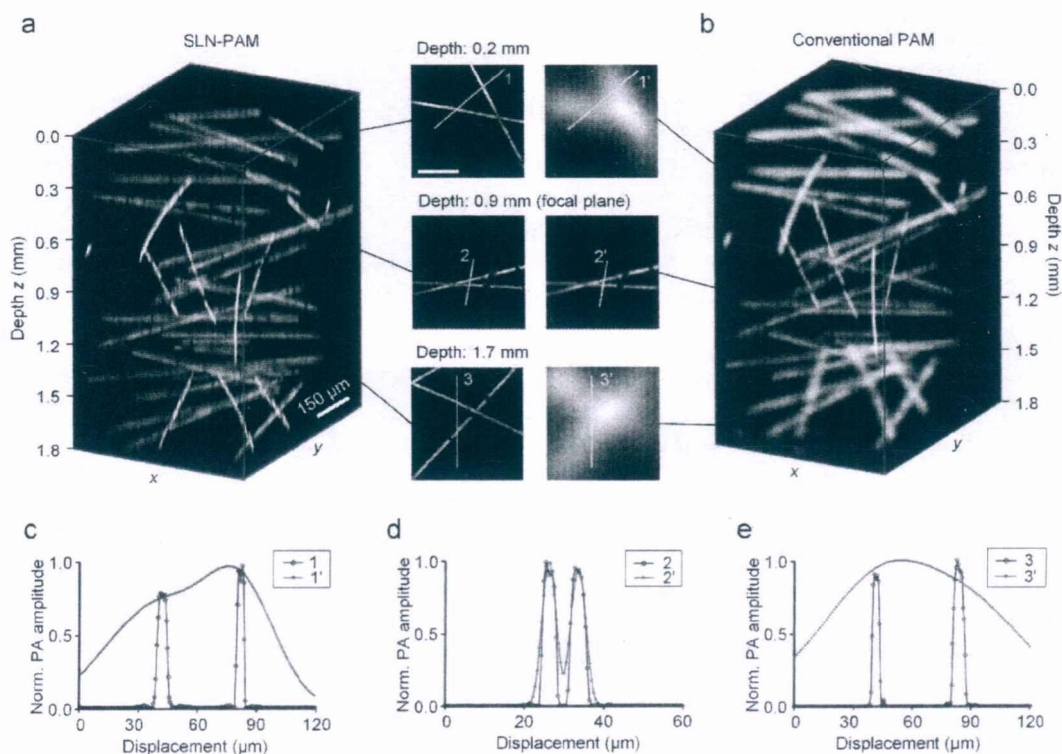 a
SLN-PAM
Depth: 0.2 mm
b
Conventional PAM
1
1'
0.0
0.3
0.6
0.9
1.2
1.5
1.8
Depth z (mm)
Depth: 0.9 mm (focal plane)
2
2'
Depth: 1.7 mm
3
3'
150 µm
x
y
0.0
0.3
0.6
0.9
1.2
1.5
1.8
Depth z (mm)
x
y
c
1.0
0.5
0.0
Norm. PA amplitude
1
1'
0 30 60 90 120
Displacement (µm)
d
1.0
0.5
0.0
Norm. PA amplitude
2
2'
0 20 40 60
Displacement (µm)
e
1.0
0.5
0.0
Norm. PA amplitude
3
3'
0 30 60 90 120
Displacement (µm)